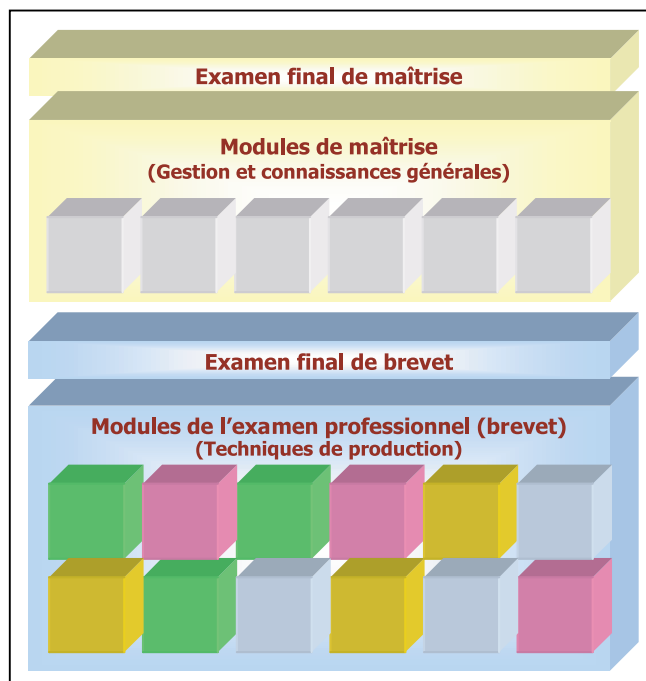 Examen final de maîtrise
Modules de maîtrise
(Gestion et connaissances générales)
Examen final de brevet
Modules de l’examen professionnel (brevet)
(Techniques de production)